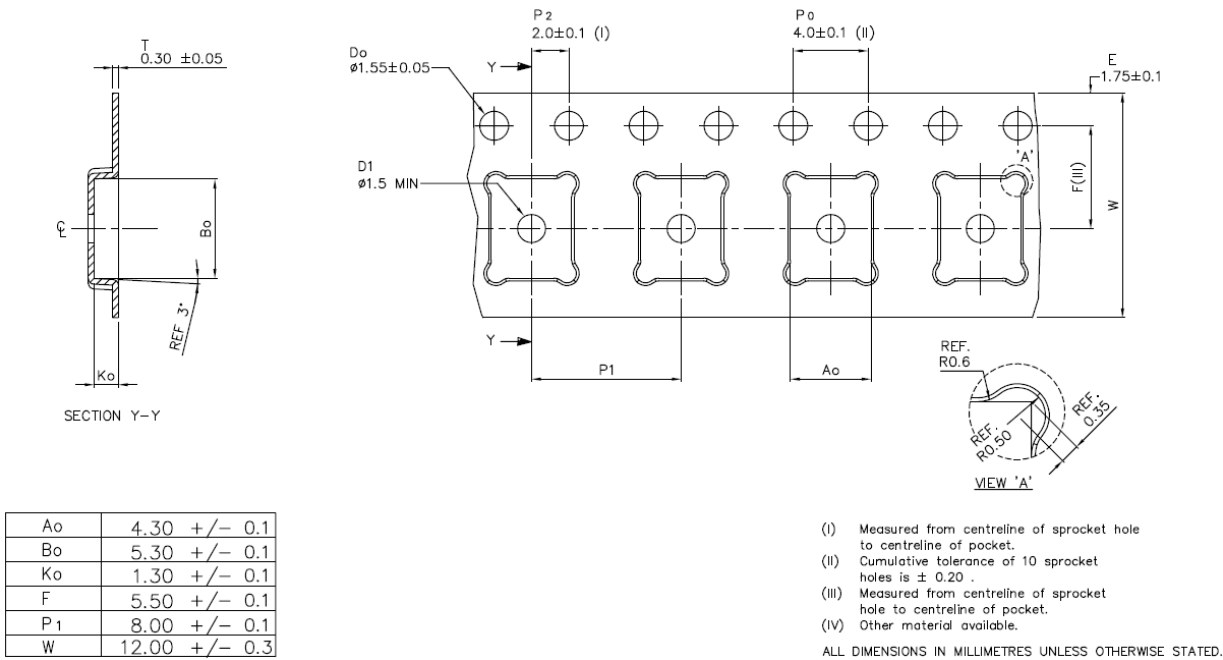 T
0.30 ±0.05
P2
2.0±0.1 (I)
Po
4.0±0.1 (II)
E
1.75±0.1
Do
ø1.55±0.05
Y
'A'
D1
ø1.5 MIN
F(III)
W
℄
Bo
REF 3°
Ko
Y
P1
Ao
SECTION Y-Y
REF.
R0.6
REF.
R0.50
REF.
0.35
VIEW 'A'
Ao 4.30 +/- 0.1
Bo 5.30 +/- 0.1
Ko 1.30 +/- 0.1
F 5.50 +/- 0.1
P1 8.00 +/- 0.1
W 12.00 +/- 0.3
(I) Measured from centreline of sprocket hole
to centreline of pocket.
(II) Cumulative tolerance of 10 sprocket
holes is ± 0.20 .
(III) Measured from centreline of sprocket
hole to centreline of pocket.
(IV) Other material available.
ALL DIMENSIONS IN MILLIMETRES UNLESS OTHERWISE STATED.